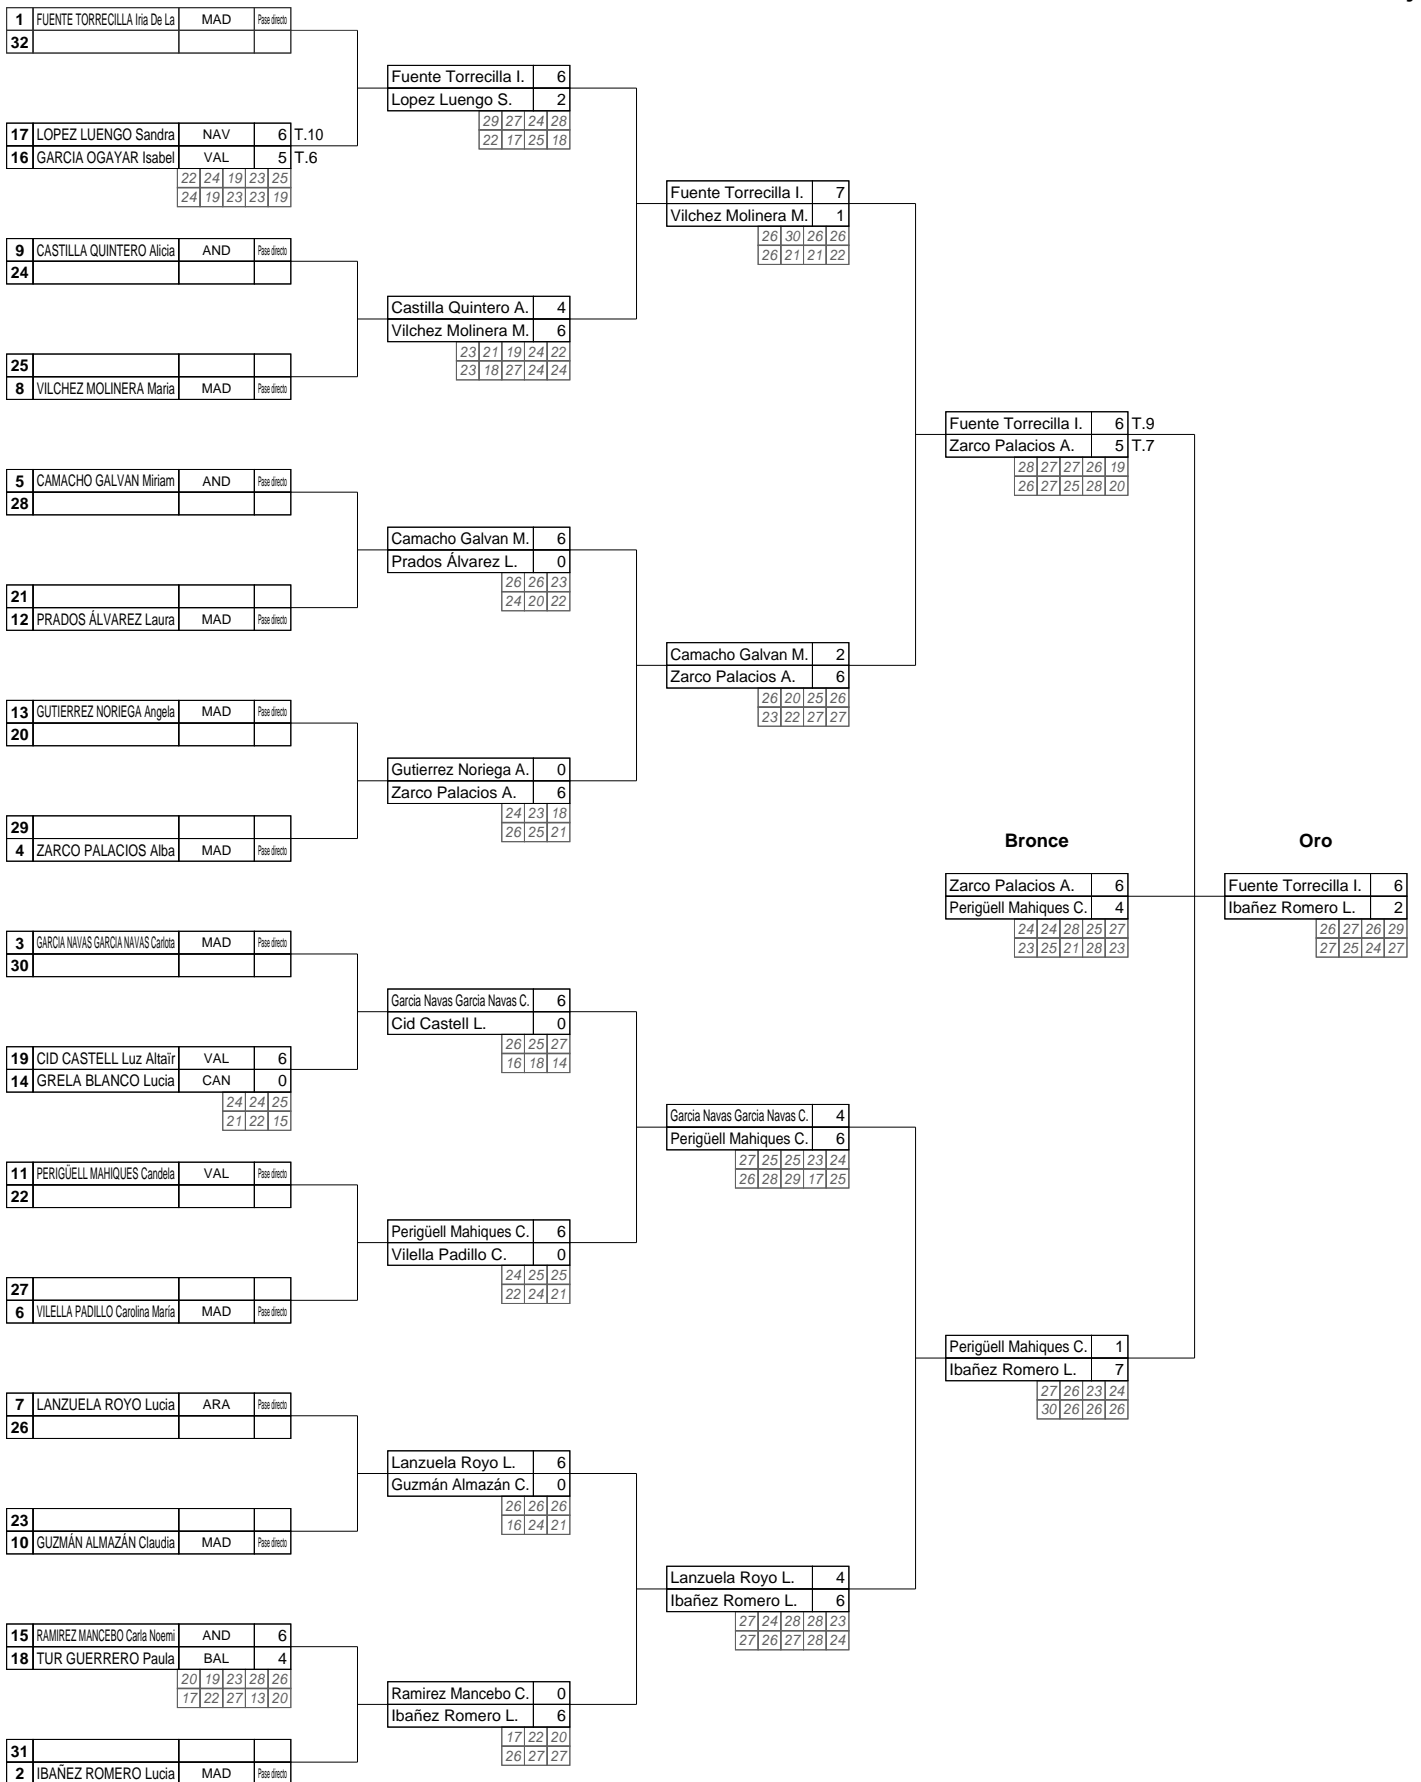 1 FUENTE TORRECILLA Iria De La MAD Pase directo
32
Fuente Torrecilla I. 6
Lopez Luengo S. 2
29 27 24 28
22 17 25 18
17 LOPEZ LUENGO Sandra NAV 6 T.10
16 GARCIA OGAYAR Isabel VAL 5 T.6
22 24 19 23 25
24 19 23 23 19
Fuente Torrecilla I. 7
Vilchez Molinera M. 1
26 30 26 26
26 21 21 22
9 CASTILLA QUINTERO Alicia AND Pase directo
24
Castilla Quintero A. 4
Vilchez Molinera M. 6
23 21 19 24 22
23 18 27 24 24
25
8 VILCHEZ MOLINERA Maria MAD Pase directo
Fuente Torrecilla I. 6 T.9
Zarco Palacios A. 5 T.7
28 27 27 26 19
26 27 25 28 20
5 CAMACHO GALVAN Miriam AND Pase directo
28
Camacho Galvan M. 6
Prados Álvarez L. 0
26 26 23
24 20 22
21
12 PRADOS ÁLVAREZ Laura MAD Pase directo
Camacho Galvan M. 2
Zarco Palacios A. 6
26 20 25 26
23 22 27 27
13 GUTIERREZ NORIEGA Angela MAD Pase directo
20
Gutierrez Noriega A. 0
Zarco Palacios A. 6
24 23 18
26 25 21
29
4 ZARCO PALACIOS Alba MAD Pase directo
Bronce Oro
Zarco Palacios A. 6 Fuente Torrecilla I. 6
Perigüell Mahiques C. 4 Ibañez Romero L. 2
24 24 28 25 27 26 27 26 29
23 25 21 28 23 27 25 24 27
3 GARCIA NAVAS GARCIA NAVAS Carlota MAD Pase directo
30
Garcia Navas Garcia Navas C. 6
Cid Castell L. 0
26 25 27
16 18 14
19 CID CASTELL Luz Altaïr VAL 6
14 GRELA BLANCO Lucia CAN 0
24 24 25
21 22 15
Garcia Navas Garcia Navas C. 4
Perigüell Mahiques C. 6
27 25 25 23 24
26 28 29 17 25
11 PERIGÜELL MAHIQUES Candela VAL Pase directo
22
Perigüell Mahiques C. 6
Vilella Padillo C. 0
24 25 25
22 24 21
27
6 VILELLA PADILLO Carolina María MAD Pase directo
Perigüell Mahiques C. 1
Ibañez Romero L. 7
27 26 23 24
30 26 26 26
7 LANZUELA ROYO Lucia ARA Pase directo
26
Lanzuela Royo L. 6
Guzmán Almazán C. 0
26 26 26
16 24 21
23
10 GUZMÁN ALMAZÁN Claudia MAD Pase directo
Lanzuela Royo L. 4
Ibañez Romero L. 6
27 24 28 28 23
27 26 27 28 24
15 RAMIREZ MANCEBO Carla Noemi AND 6
18 TUR GUERRERO Paula BAL 4
20 19 23 28 26
17 22 27 13 20
Ramirez Mancebo C. 0
Ibañez Romero L. 6
17 22 20
26 27 27
31
2 IBAÑEZ ROMERO Lucia MAD Pase directo